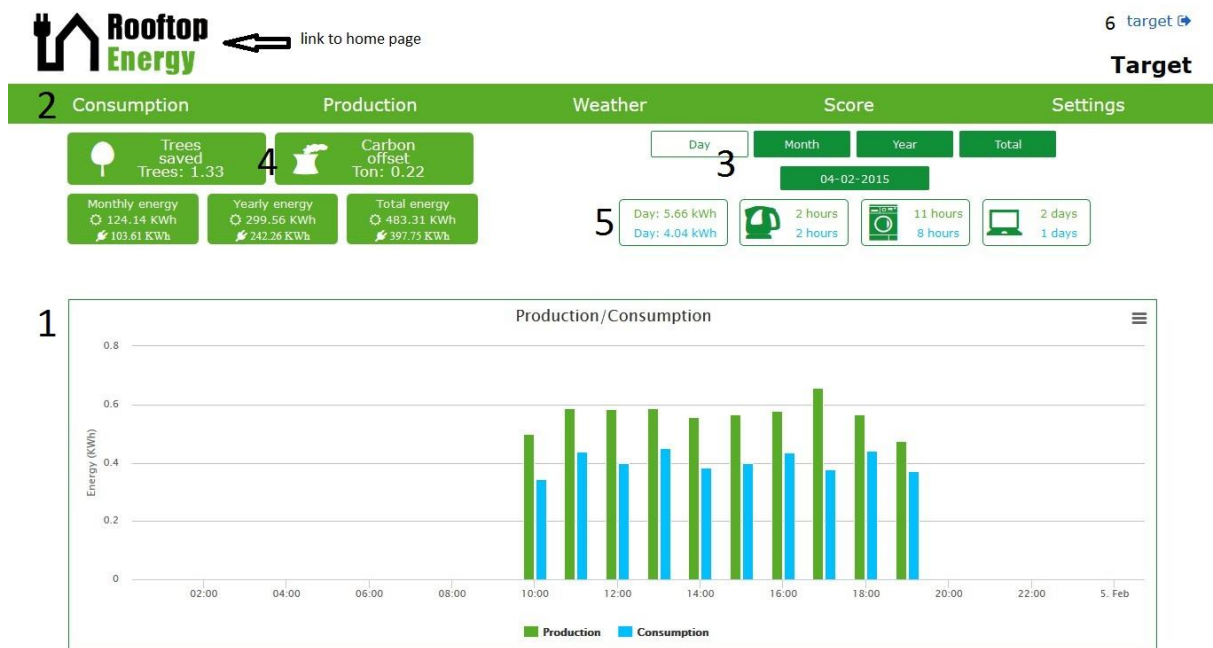 Rooftop
Energy
link to home page
6 target
Target
2 Consumption Production Weather Score Settings
Trees
saved
Trees: 1.33
4
Carbon
offset
Ton: 0.22
Day Month Year Total
3
04-02-2015
Monthly energy
124.14 KWh
103.61 KWh
Yearly energy
299.56 KWh
242.26 KWh
Total energy
483.31 KWh
397.75 KWh
5
Day: 5.66 kWh
Day: 4.04 kWh
2 hours
2 hours
11 hours
8 hours
2 days
1 days
1
Production/Consumption
Energy (KWh)
0.8
0.6
0.4
0.2
0
02:00 04:00 06:00 08:00 10:00 12:00 14:00 16:00 18:00 20:00 22:00 5. Feb
Production Consumption